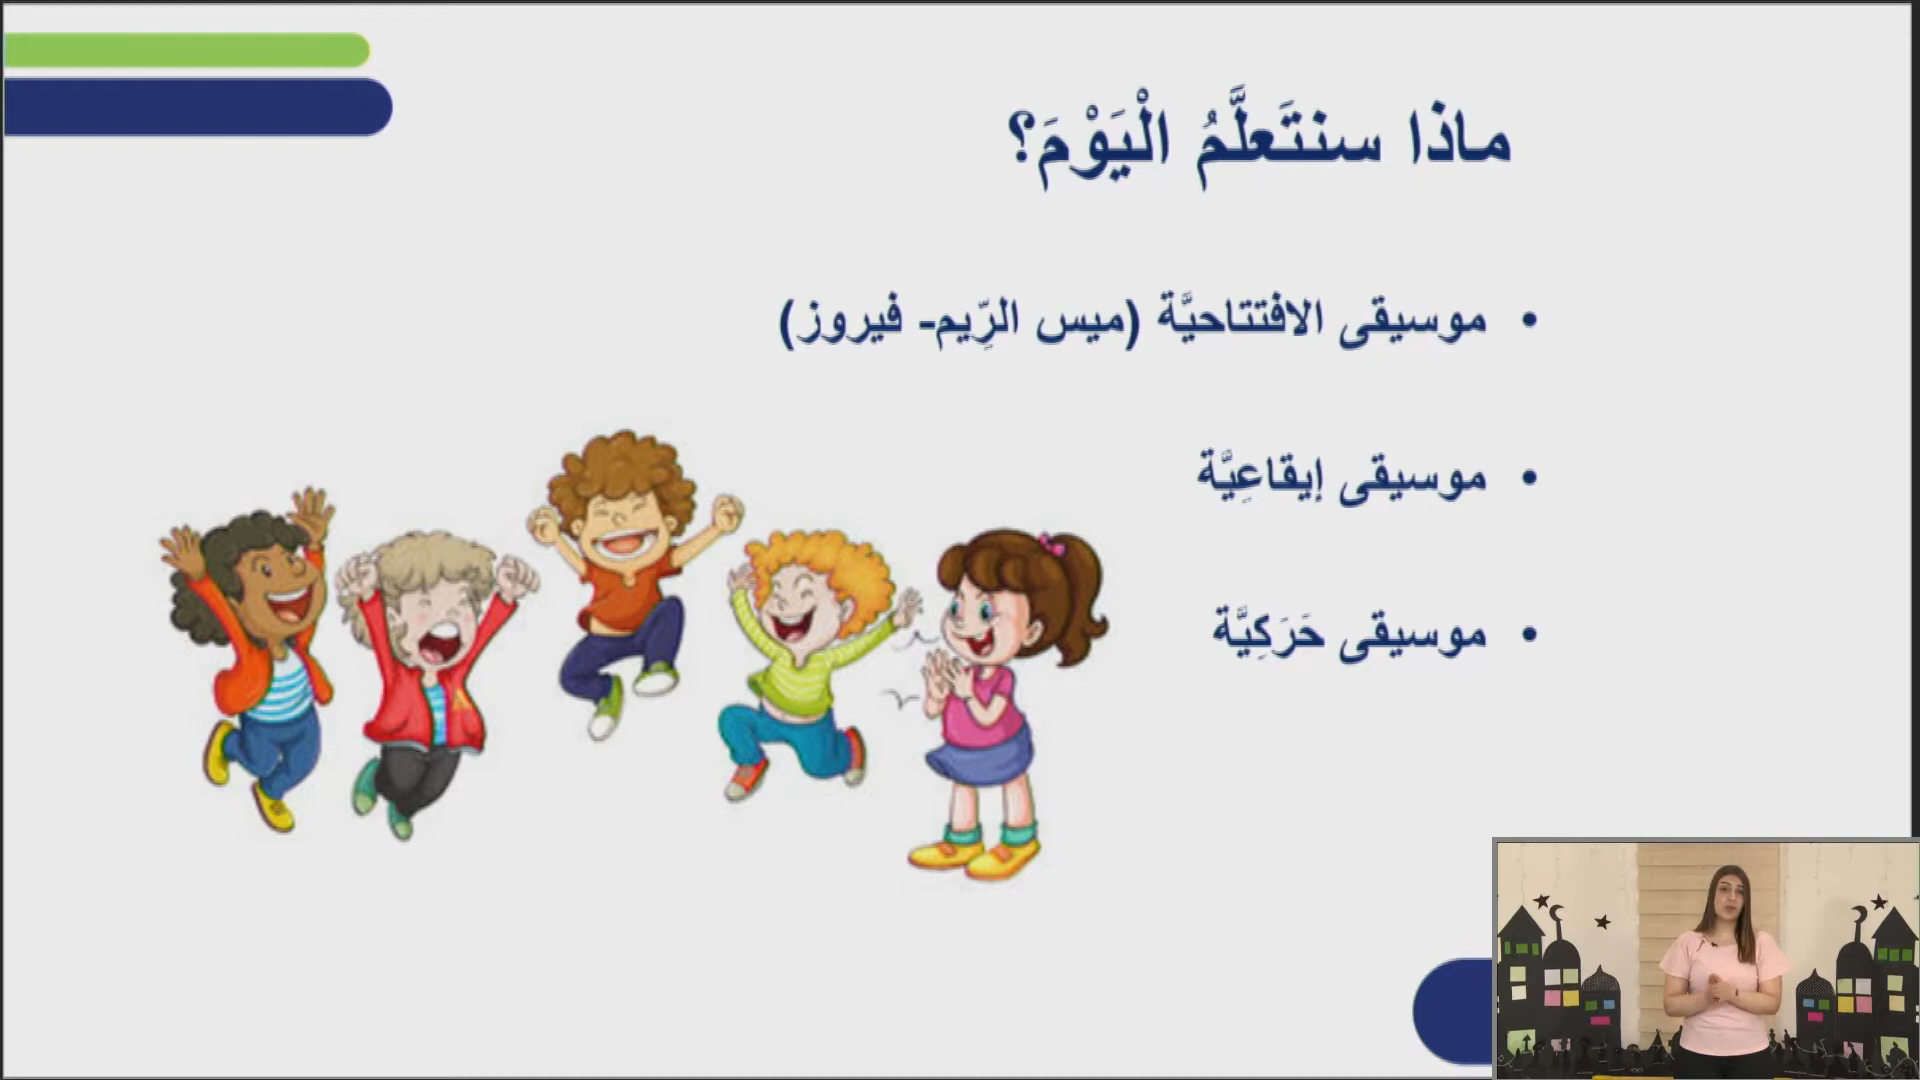 ماذا سنتَعلَّمُ الْيَوْمَ؟
• موسيقى الافتتاحيَّة (ميس الرِّيم- فيروز)
• موسيقى إيقاعِيَّة
• موسيقى حَرَكِيَّة